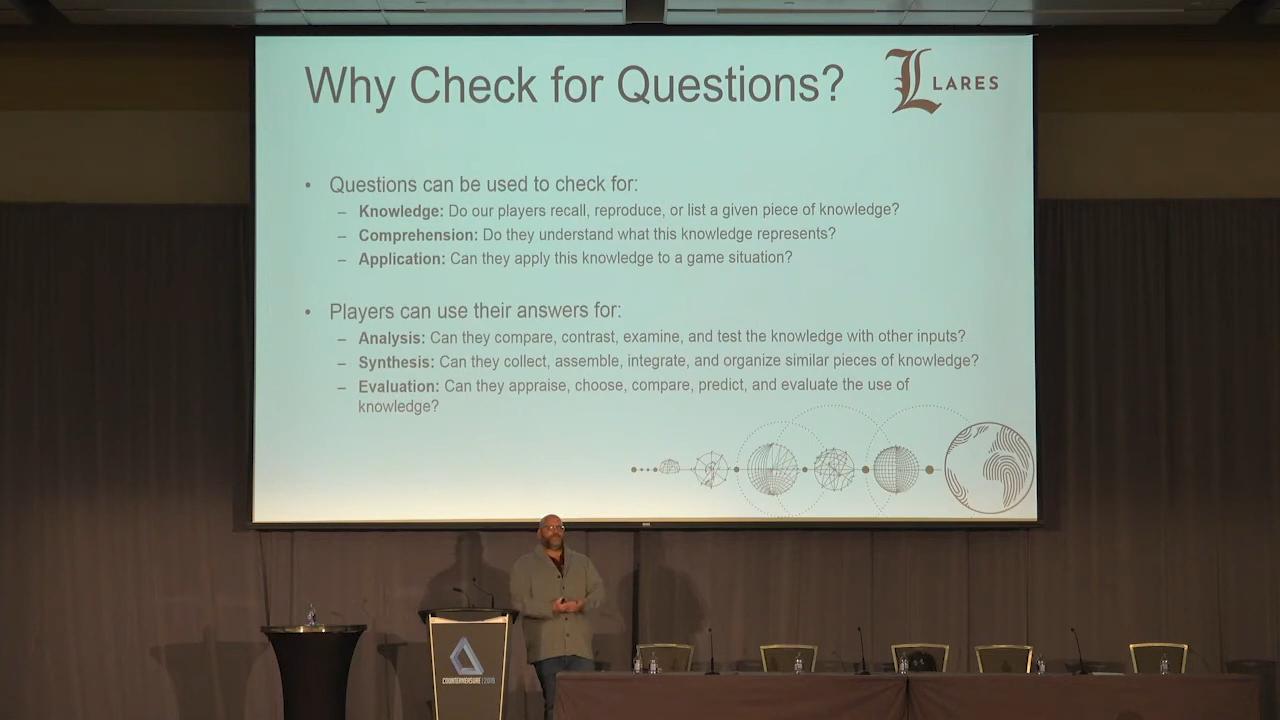 Why Check for Questions?
L LARES
• Questions can be used to check for:
– Knowledge: Do our players recall, reproduce, or list a given piece of knowledge?
– Comprehension: Do they understand what this knowledge represents?
– Application: Can they apply this knowledge to a game situation?
• Players can use their answers for:
– Analysis: Can they compare, contrast, examine, and test the knowledge with other inputs?
– Synthesis: Can they collect, assemble, integrate, and organize similar pieces of knowledge?
– Evaluation: Can they appraise, choose, compare, predict, and evaluate the use of
knowledge?
COUNTERMEASURE | 2019